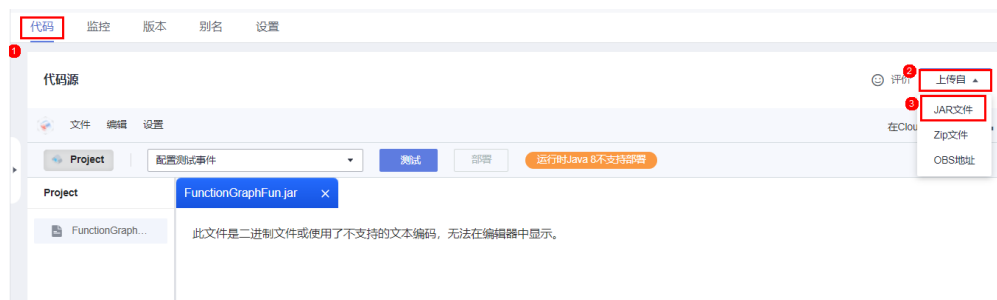 代码 监控 版本 别名 设置
1
代码源
评价 2 上传自
3 JAR文件
文件 编辑 设置
在Clou
Zip文件
Project 配置测试事件 测试 部署 运行时Java 8不支持部署
OBS地址
Project FunctionGraphFun.jar ×
FunctionGraph... 此文件是二进制文件或使用了不支持的文本编码，无法在编辑器中显示。